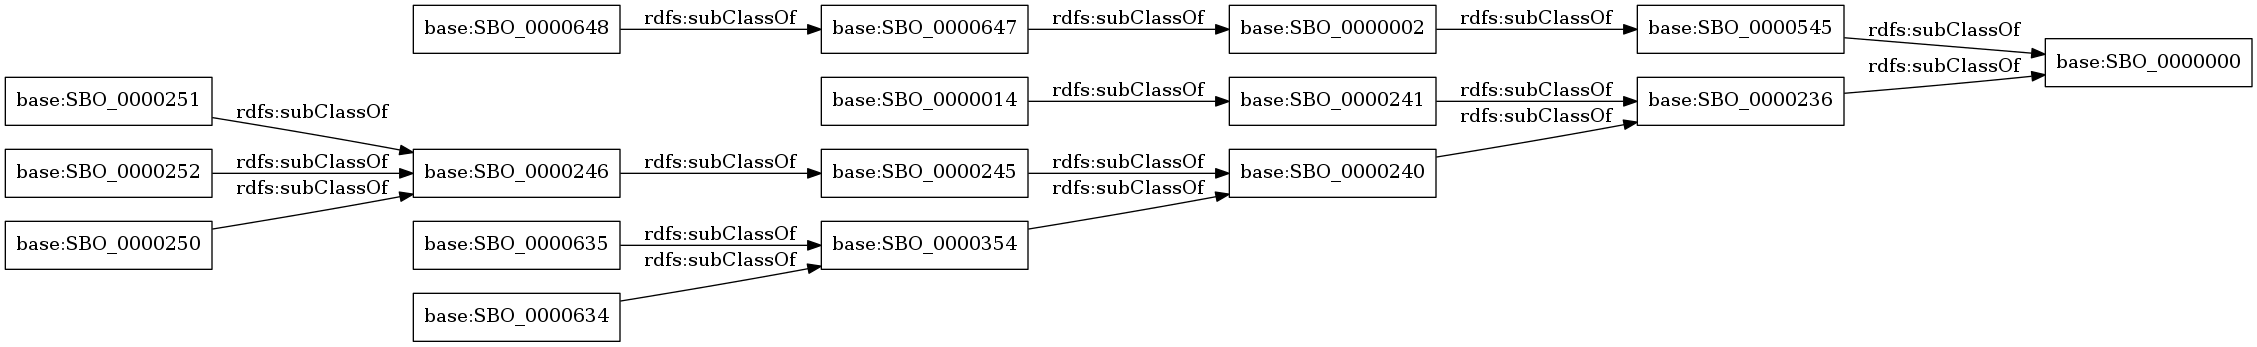 base:SBO_0000648 rdfs:subClassOf base:SBO_0000647 rdfs:subClassOf base:SBO_0000002 rdfs:subClassOf base:SBO_0000545 rdfs:subClassOf
base:SBO_0000000
base:SBO_0000251 rdfs:subClassOf base:SBO_0000014 rdfs:subClassOf base:SBO_0000241 rdfs:subClassOf base:SBO_0000236 rdfs:subClassOf
rdfs:subClassOf
base:SBO_0000252 rdfs:subClassOf base:SBO_0000246 rdfs:subClassOf base:SBO_0000245 rdfs:subClassOf base:SBO_0000240
rdfs:subClassOf rdfs:subClassOf
base:SBO_0000250 base:SBO_0000635 rdfs:subClassOf base:SBO_0000354
rdfs:subClassOf
base:SBO_0000634